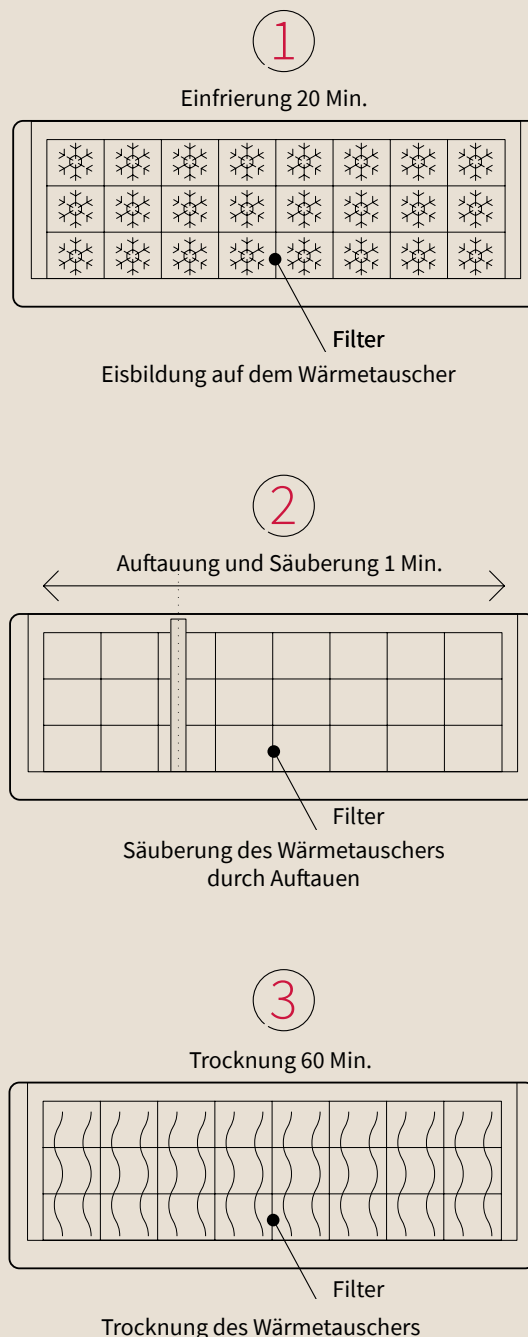 1
Einfrierung 20 Min.
Filter
Eisbildung auf dem Wärmetauscher
2
Auftauung und Säuberung 1 Min.
Filter
Säuberung des Wärmetauschers
durch Auftauen
3
Trocknung 60 Min.
Filter
Trocknung des Wärmetauschers